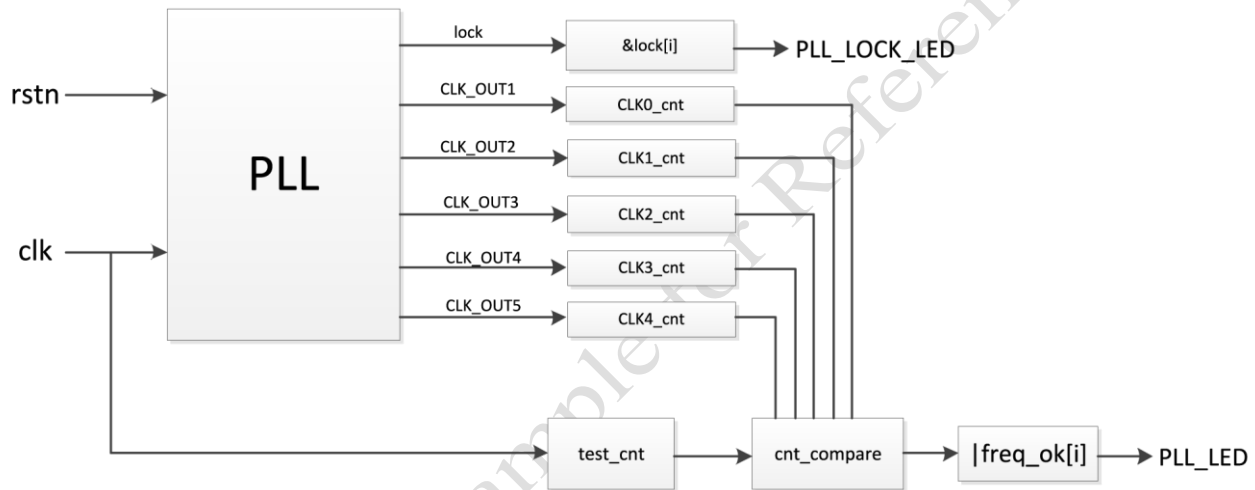 lock
&lock[i]
PLL_LOCK_LED
rstn
CLK_OUT1
CLK0_cnt
PLL
CLK_OUT2
CLK1_cnt
CLK_OUT3
CLK2_cnt
clk
CLK_OUT4
CLK3_cnt
CLK_OUT5
CLK4_cnt
test_cnt
cnt_compare
|freq_ok[i]
PLL_LED